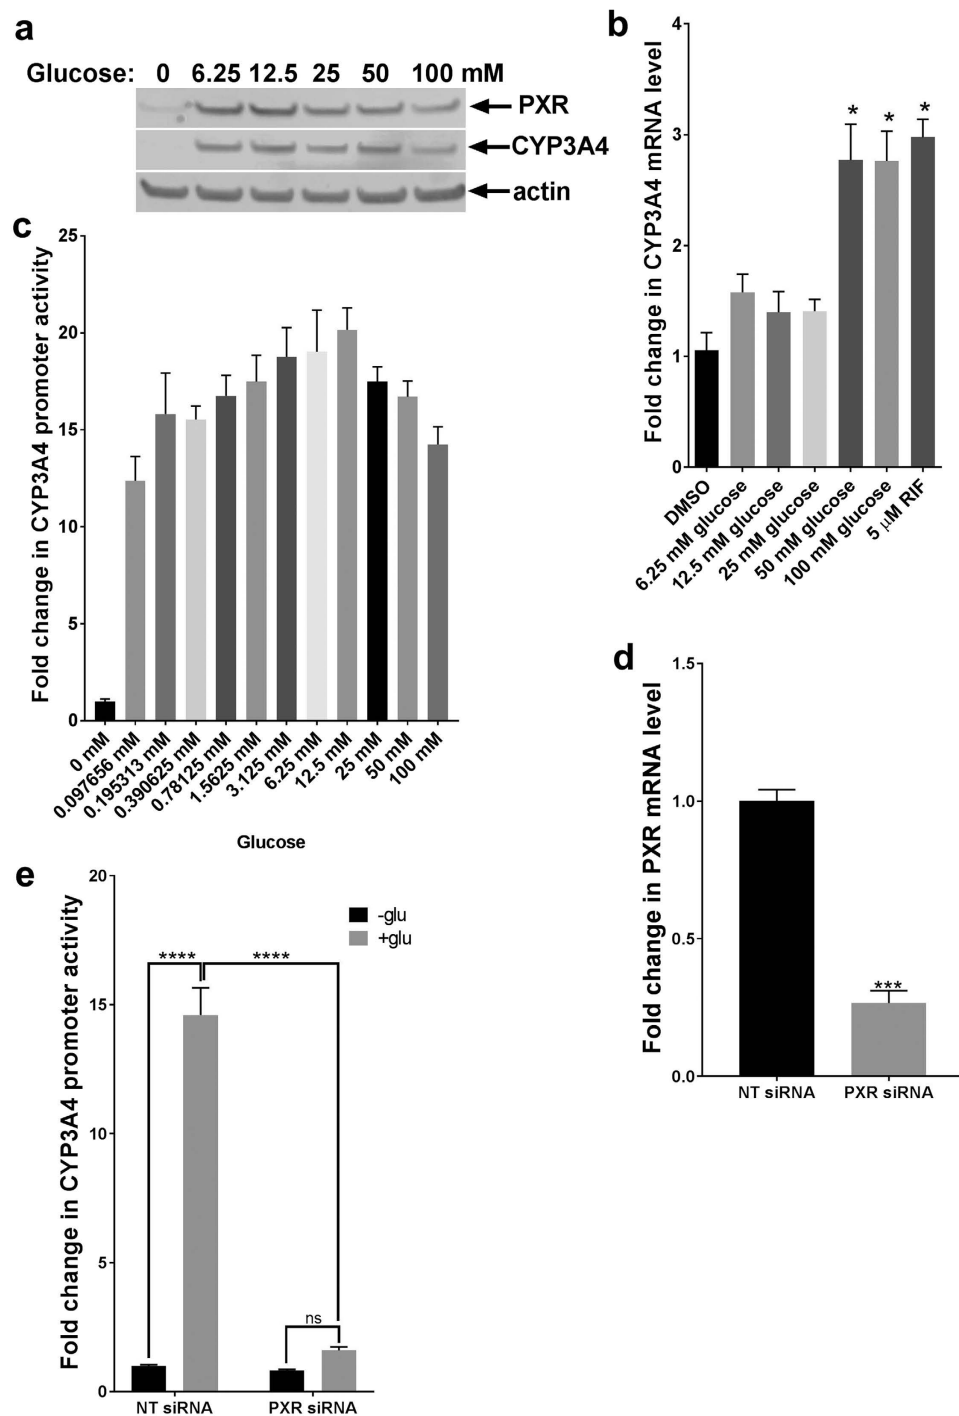 a
Glucose: 0 6.25 12.5 25 50 100 mM
PXR
CYP3A4
actin
b
Fold change in CYP3A4 mRNA level
4
3
2
1
0
* * *
DMSO
6.25 mM glucose
12.5 mM glucose
25 mM glucose
50 mM glucose
100 mM glucose
5 μM RIF
c
Fold change in CYP3A4 promoter activity
25
20
15
10
5
0
0 mM
0.097656 mM
0.195313 mM
0.390625 mM
0.78125 mM
1.5625 mM
3.125 mM
6.25 mM
12.5 mM
25 mM
50 mM
100 mM
Glucose
d
Fold change in PXR mRNA level
1.5
1.0
0.5
0.0
***
NT siRNA PXR siRNA
e
Fold change in CYP3A4 promoter activity
20
15
10
5
0
-glu
+glu
**** ****
ns
NT siRNA PXR siRNA